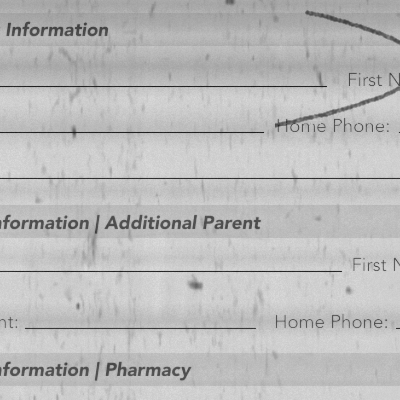 Information
First N
Home Phone:
nformation | Additional Parent
First N
nt:
Home Phone:
nformation | Pharmacy